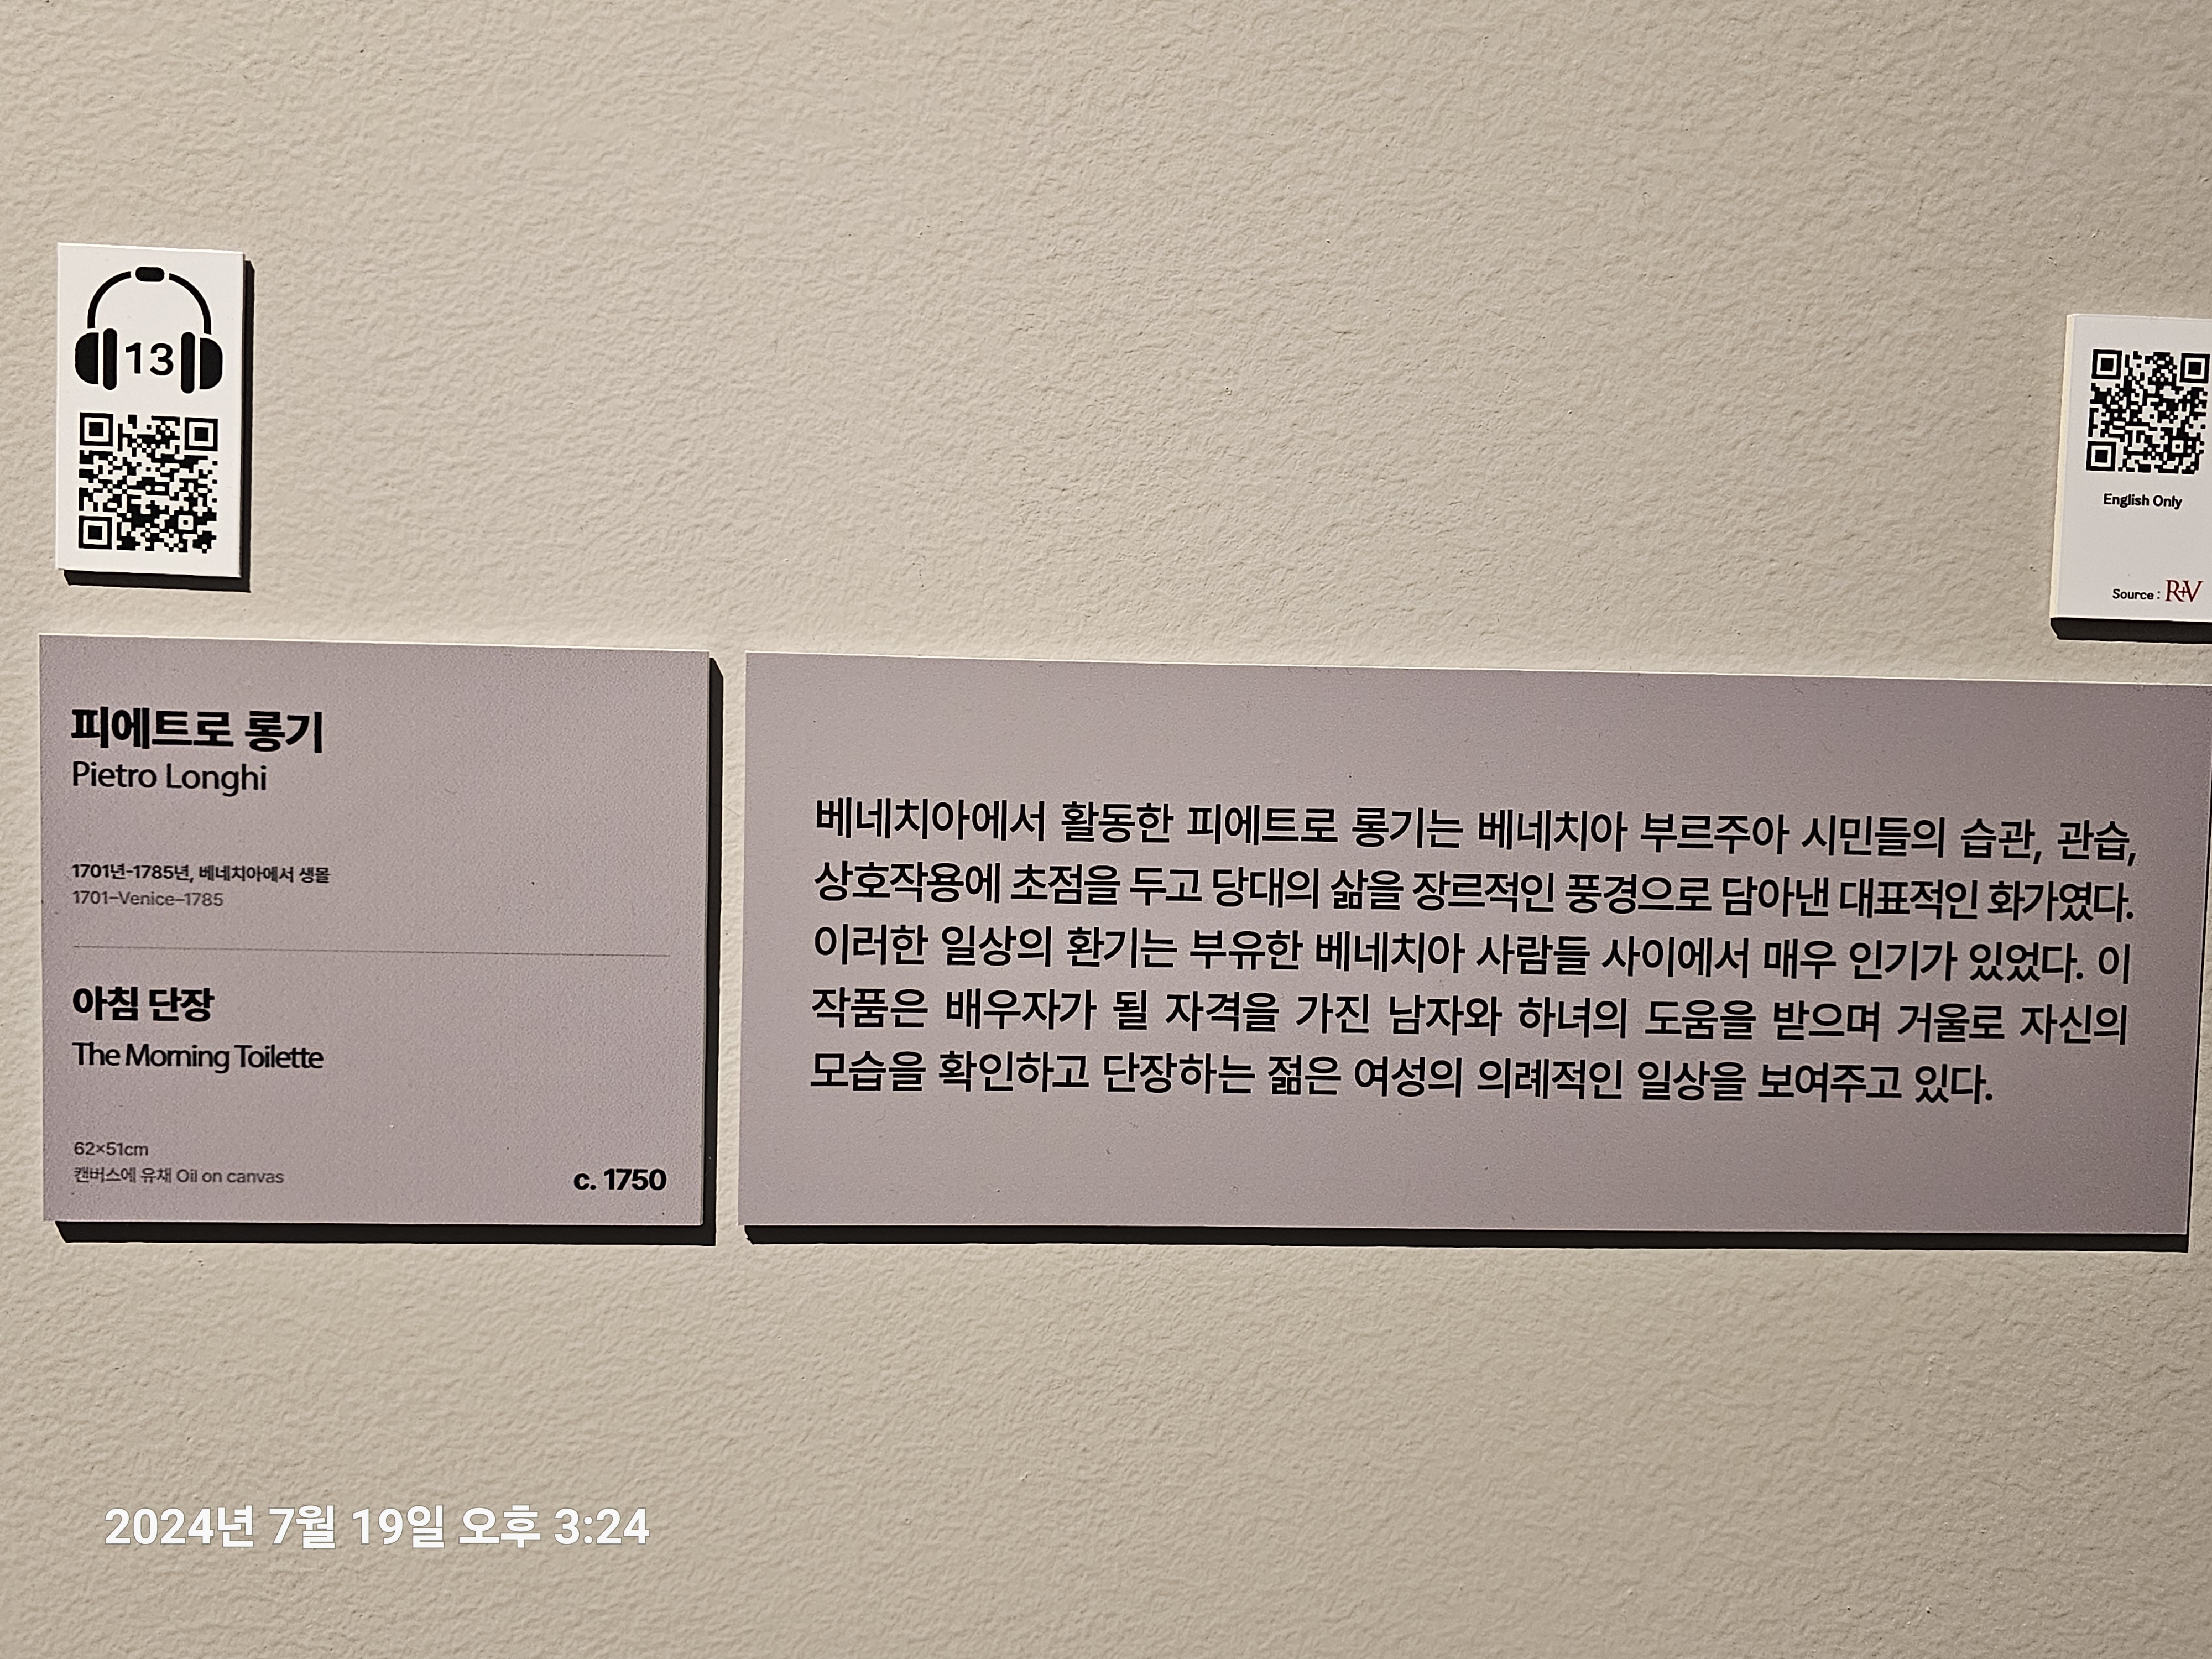 13
English Only
Source : R+V
피에트로 롱기
Pietro Longhi
1701년-1785년, 베네치아에서 생몰
1701–Venice–1785
아침 단장
The Morning Toilette
62×51cm
캔버스에 유채 Oil on canvas
c. 1750
베네치아에서 활동한 피에트로 롱기는 베네치아 부르주아 시민들의 습관, 관습,
상호작용에 초점을 두고 당대의 삶을 장르적인 풍경으로 담아낸 대표적인 화가였다.
이러한 일상의 환기는 부유한 베네치아 사람들 사이에서 매우 인기가 있었다. 이
작품은 배우자가 될 자격을 가진 남자와 하녀의 도움을 받으며 거울로 자신의
모습을 확인하고 단장하는 젊은 여성의 의례적인 일상을 보여주고 있다.
2024년 7월 19일 오후 3:24